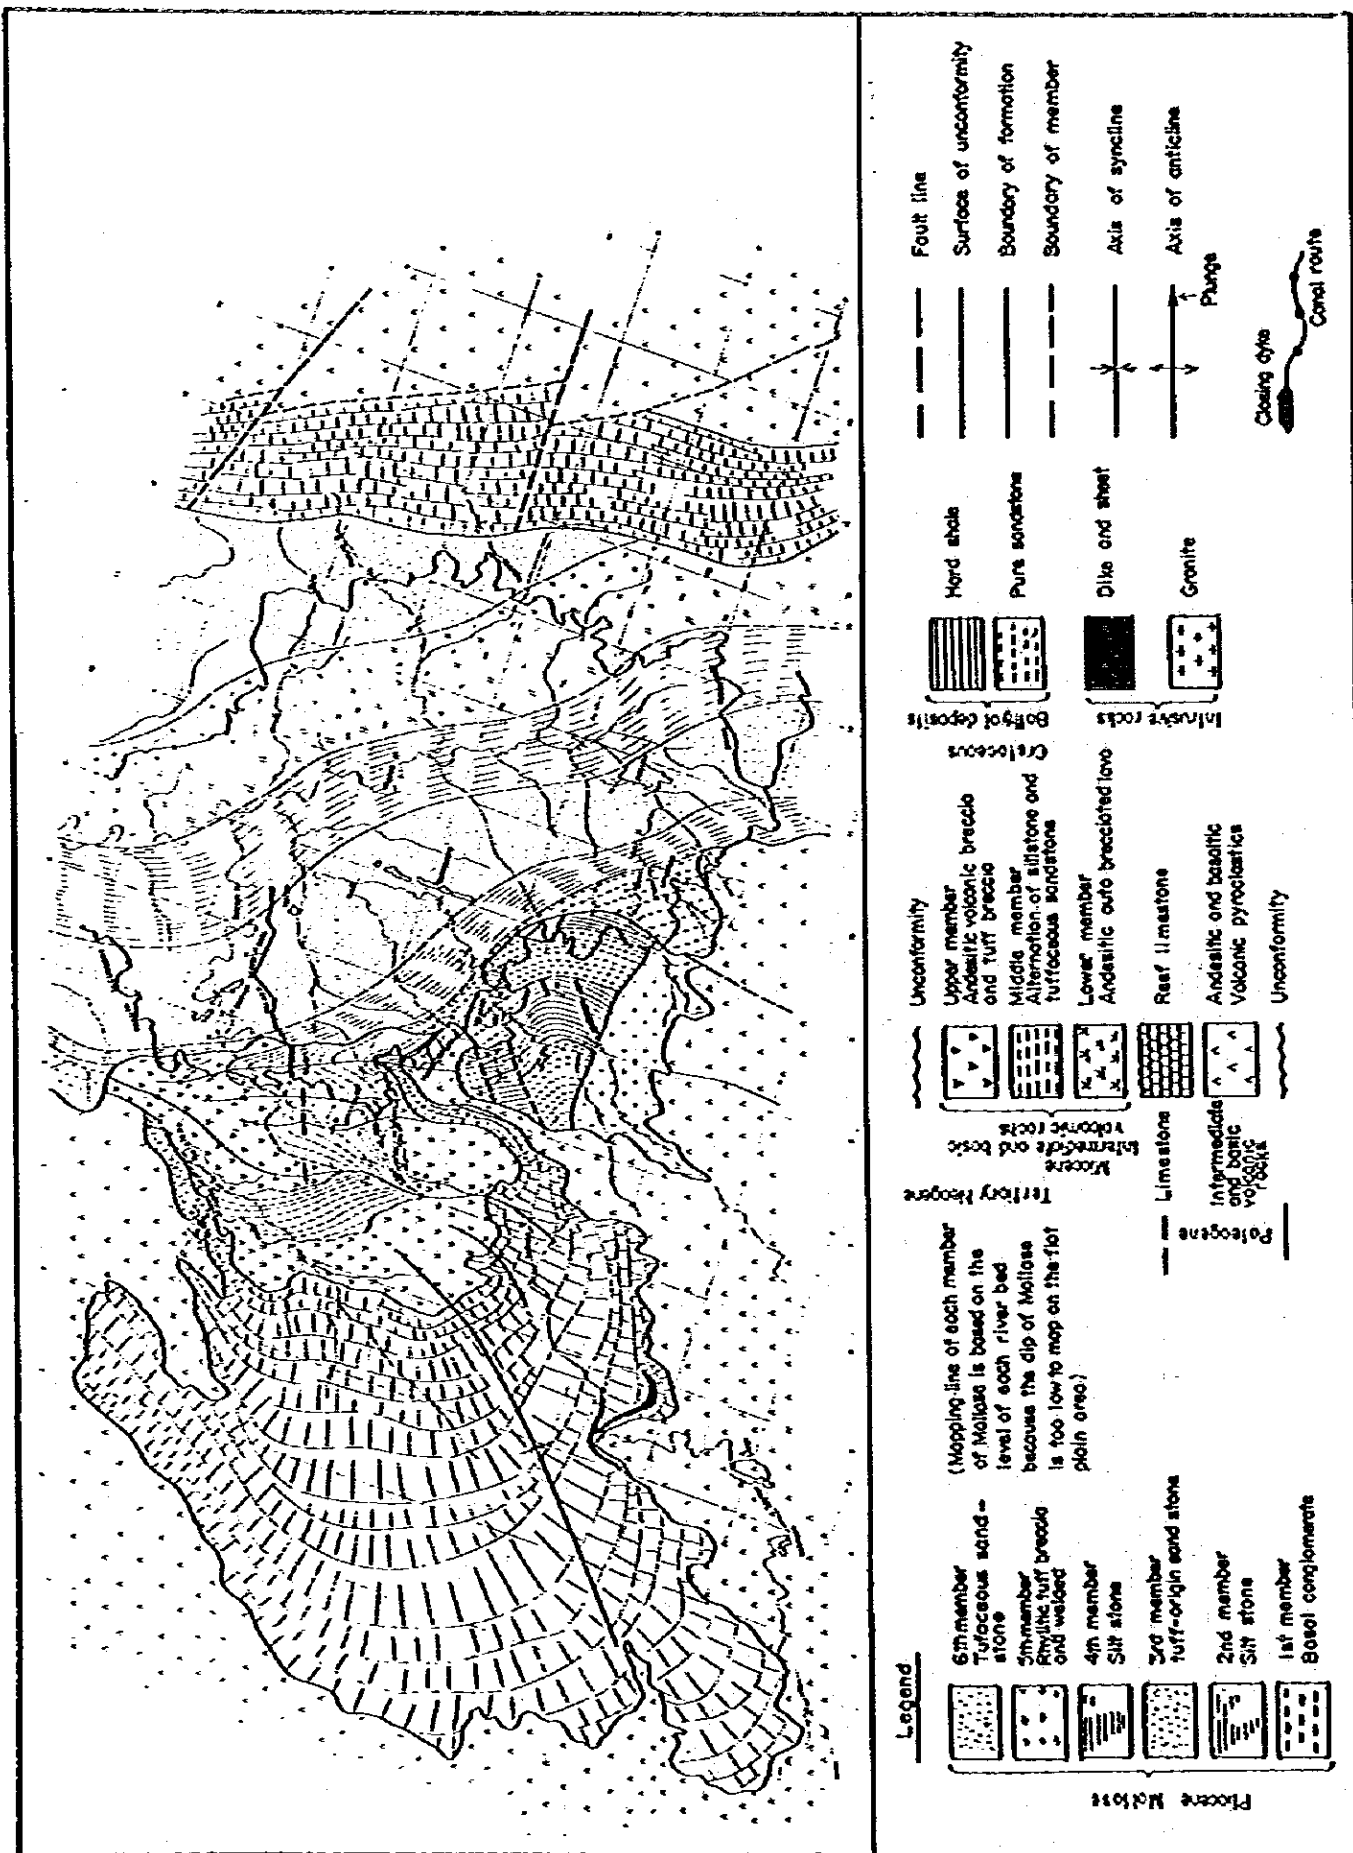 Legend
Pliocene Mollase
6th member
Tufaceous sand-
stone
5th member
Rhylitic tuff breccia
and welded
4th member
Silt stone
3rd member
tuff-origin sand stone
2nd member
Silt stone
1st member
Basal conglomerate
(Mapping-line of each member
of Mollase is based on the
level of each river bed
because the dip of Mollase
is too low to map on the flat
plain area)
Unconformity
Tertiary Neogene
Miocene
Intermediate and basic
volcanic rocks
Upper member
Andesitic volcanic breccia
and tuff breccia
Middle member
Alternation of siltstone and
tuffaceous sandstone
Lower member
Andesitic auto brecciated lava
Limestone
Reef limestone
Paleogene
Intermediate
and basic
volcanic
rocks
Andesitic and basaltic
Volcanic pyroclastics
Unconformity
Cretaceous
deposits
Hard shale
Pure sandstone
Intrusive rocks
Dike and sheet
Granite
Fault line
Surface of unconformity
Boundary of formation
Boundary of member
Axis of syncline
Axis of anticline
Plunge
Closing dyke
Canal route